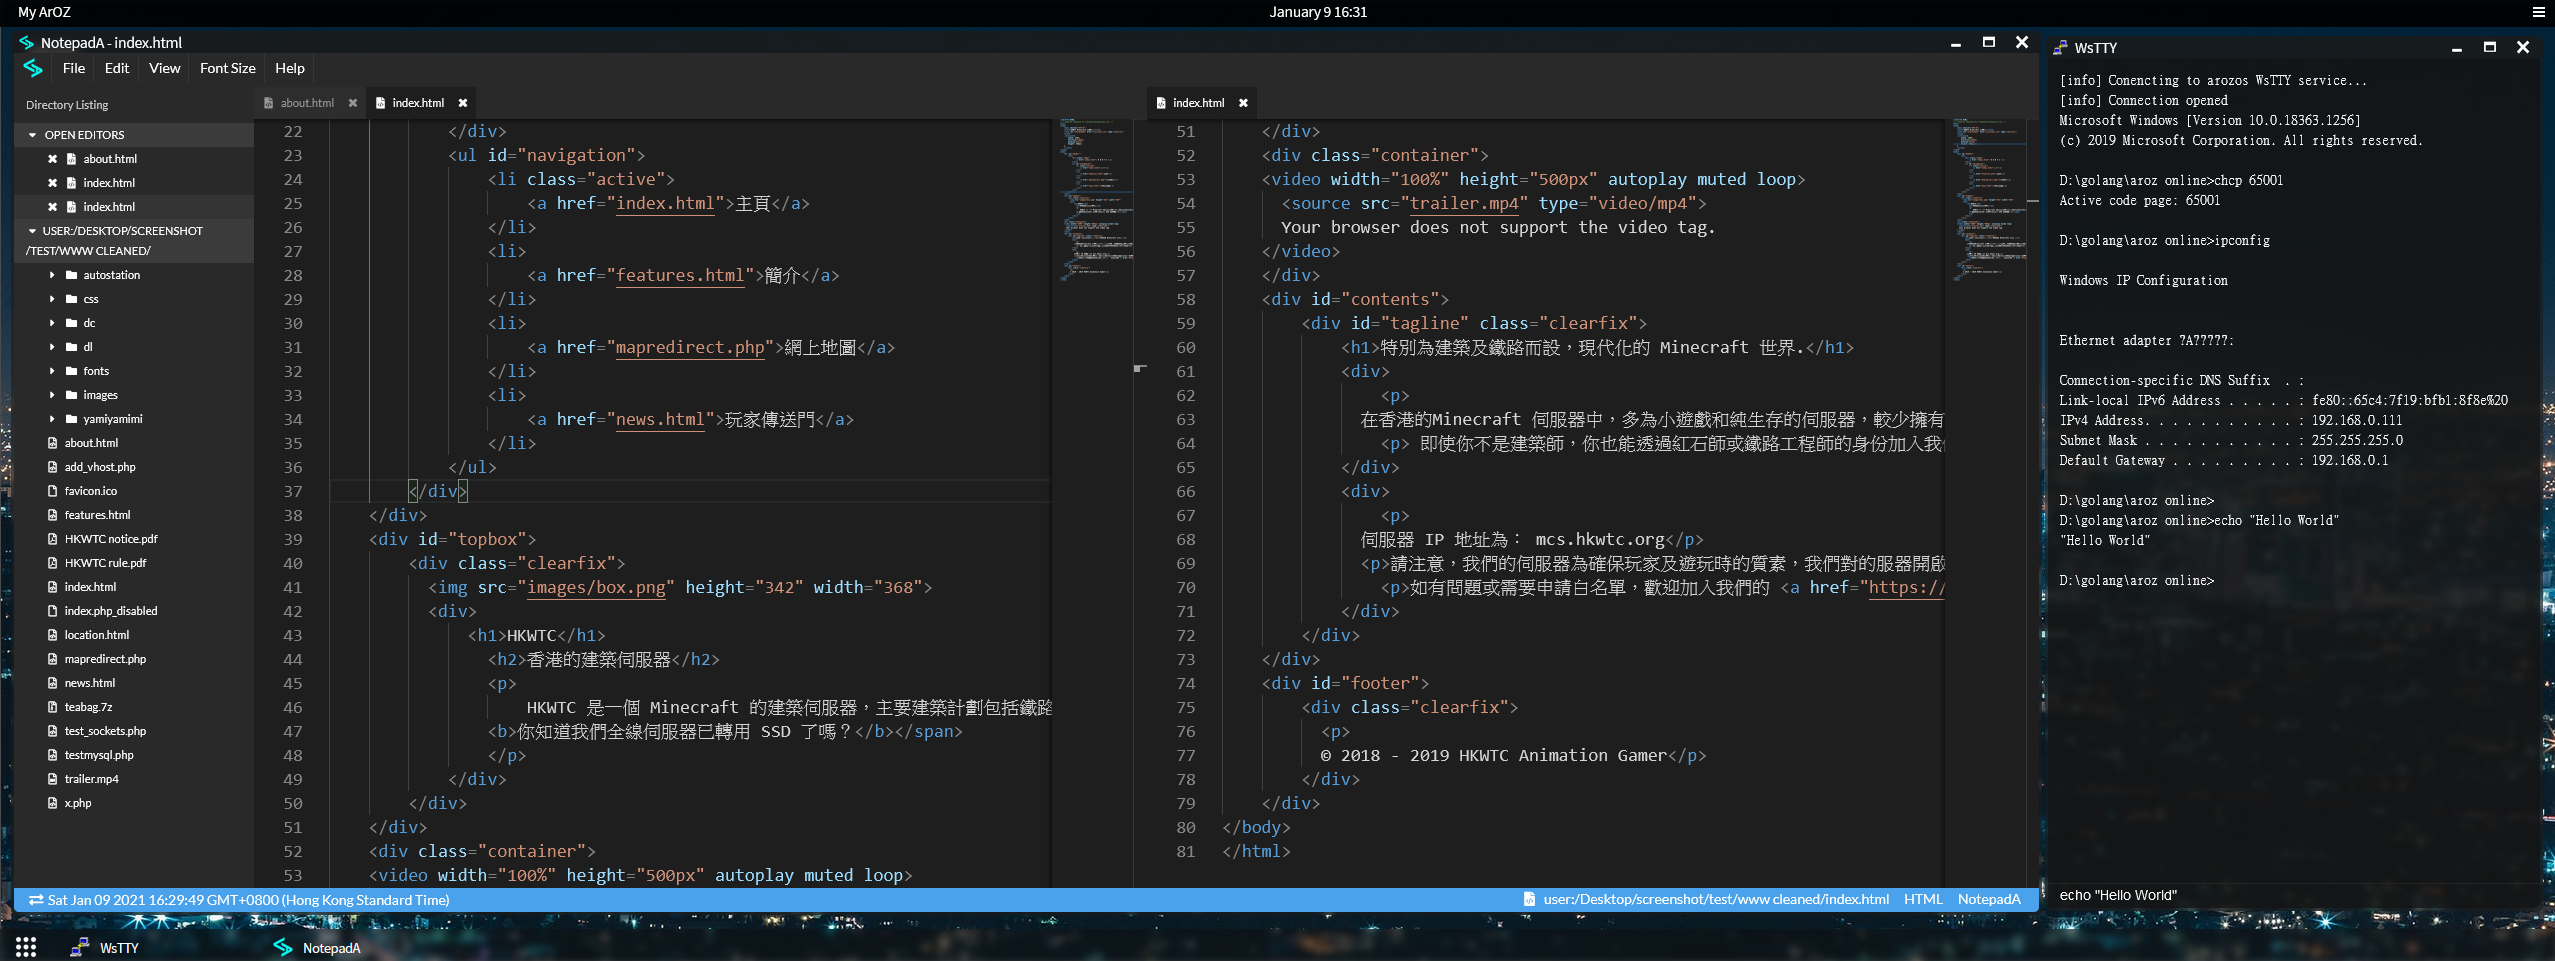 My ArOZ
January 9 16:31
NotepadA - index.html
File Edit View Font Size Help
Directory Listing
OPEN EDITORS
about.html
index.html
index.html
USER:/DESKTOP/SCREENSHOT
/TEST/WWW CLEANED/
autostation
css
dc
dl
fonts
images
yamiyamimi
about.html
add_vhost.php
favicon.ico
features.html
HKWTC notice.pdf
HKWTC rule.pdf
index.html
index.php_disabled
location.html
mapredirect.php
news.html
teabag.7z
test_sockets.php
testmysql.php
trailer.mp4
x.php
about.html index.html
22 </div>
23 <ul id="navigation">
24 <li class="active">
25 <a href="index.html">主頁</a>
26 </li>
27 <li>
28 <a href="features.html">簡介</a>
29 </li>
30 <li>
31 <a href="mapredirect.php">網上地圖</a>
32 </li>
33 <li>
34 <a href="news.html">玩家傳送門</a>
35 </li>
36 </ul>
37 </div>
38 </div>
39 <div id="topbox">
40 <div class="clearfix">
41 <img src="images/box.png" height="342" width="368">
42 <div>
43 <h1>HKWTC</h1>
44 <h2>香港的建築伺服器</h2>
45 <p>
46 HKWTC 是一個 Minecraft 的建築伺服器，主要建築計劃包括鐵路
47 <b>你知道我們全線伺服器已轉用 SSD 了嗎？</b></span>
48 </p>
49 </div>
50 </div>
51 </div>
52 <div class="container">
53 <video width="100%" height="500px" autoplay muted loop>
index.html
51 </div>
52 <div class="container">
53 <video width="100%" height="500px" autoplay muted loop>
54 <source src="trailer.mp4" type="video/mp4">
55 Your browser does not support the video tag.
56 </video>
57 </div>
58 <div id="contents">
59 <div id="tagline" class="clearfix">
60 <h1>特別為建築及鐵路而設，現代化的 Minecraft 世界.</h1>
61 <div>
62 <p>
63 在香港的Minecraft 伺服器中，多為小遊戲和純生存的伺服器，較少擁有
64 <p> 即使你不是建築師，你也能透過紅石師或鐵路工程師的身份加入我
65 </div>
66 <div>
67 <p>
68 伺服器 IP 地址為： mcs.hkwtc.org</p>
69 <p>請注意，我們的伺服器為確保玩家及遊玩時的質素，我們對的服器開啟
70 <p>如有問題或需要申請白名單，歡迎加入我們的 <a href="https://
71 </div>
72 </div>
73 </div>
74 <div id="footer">
75 <div class="clearfix">
76 <p>
77 © 2018 - 2019 HKWTC Animation Gamer</p>
78 </div>
79 </div>
80 </body>
81 </html>
Sat Jan 09 2021 16:29:49 GMT+0800 (Hong Kong Standard Time)
user:/Desktop/screenshot/test/www cleaned/index.html HTML NotepadA
WsTTY
[info] Conencting to arozos WsTTY service...
[info] Connection opened
Microsoft Windows [Version 10.0.18363.1256]
(c) 2019 Microsoft Corporation. All rights reserved.
D:\golang\aroz online>chcp 65001
Active code page: 65001
D:\golang\aroz online>ipconfig
Windows IP Configuration
Ethernet adapter ?A?????:
Connection-specific DNS Suffix . :
Link-local IPv6 Address . . . . . : fe80::65c4:7f19:bfb1:8f8e%20
IPv4 Address. . . . . . . . . . . : 192.168.0.111
Subnet Mask . . . . . . . . . . . : 255.255.255.0
Default Gateway . . . . . . . . . : 192.168.0.1
D:\golang\aroz online>
D:\golang\aroz online>echo "Hello World"
"Hello World"
D:\golang\aroz online>
echo "Hello World"
WsTTY NotepadA